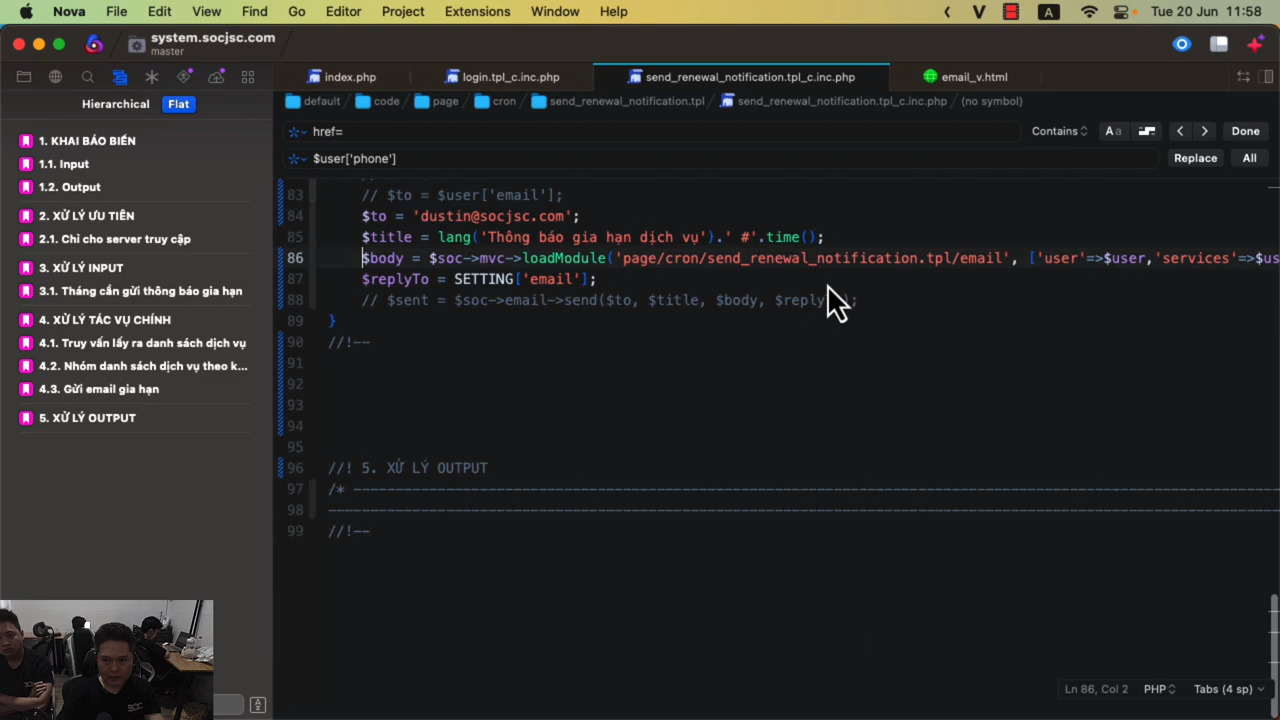 Nova File Edit View Find Go Editor Project Extensions Window Help
A Tue 20 Jun 11:58
system.socjsc.com
master
index.php login.tpl_c.inc.php send_renewal_notification.tpl_c.inc.php email_v.html
Hierarchical Flat
default code page cron send_renewal_notification.tpl send_renewal_notification.tpl_c.inc.php (no symbol)
href= Contains Aa Done
$user['phone'] Replace All
1. KHAI BÁO BIẾN
1.1. Input
1.2. Output
2. XỬ LÝ ƯU TIÊN
2.1. Chỉ cho server truy cập
3. XỬ LÝ INPUT
3.1. Tháng cần gửi thông báo gia hạn
4. XỬ LÝ TÁC VỤ CHÍNH
4.1. Truy vấn lấy ra danh sách dịch vụ
4.2. Nhóm danh sách dịch vụ theo k...
4.3. Gửi email gia hạn
5. XỬ LÝ OUTPUT
83 // $to = $user['email'];
84 $to = 'dustin@socjsc.com';
85 $title = lang('Thông báo gia hạn dịch vụ').' #'.time();
86 $body = $soc->mvc->loadModule('page/cron/send_renewal_notification.tpl/email', ['user'=>$user,'services'=>$us
87 $replyTo = SETTING['email'];
88 // $sent = $soc->email->send($to, $title, $body, $reply
89 }
90 //!--
91
92
93
94
95
96 //! 5. XỬ LÝ OUTPUT
97 /* ----------
98 ----------
99 //!--
Ln 86, Col 2 PHP Tabs (4 sp)